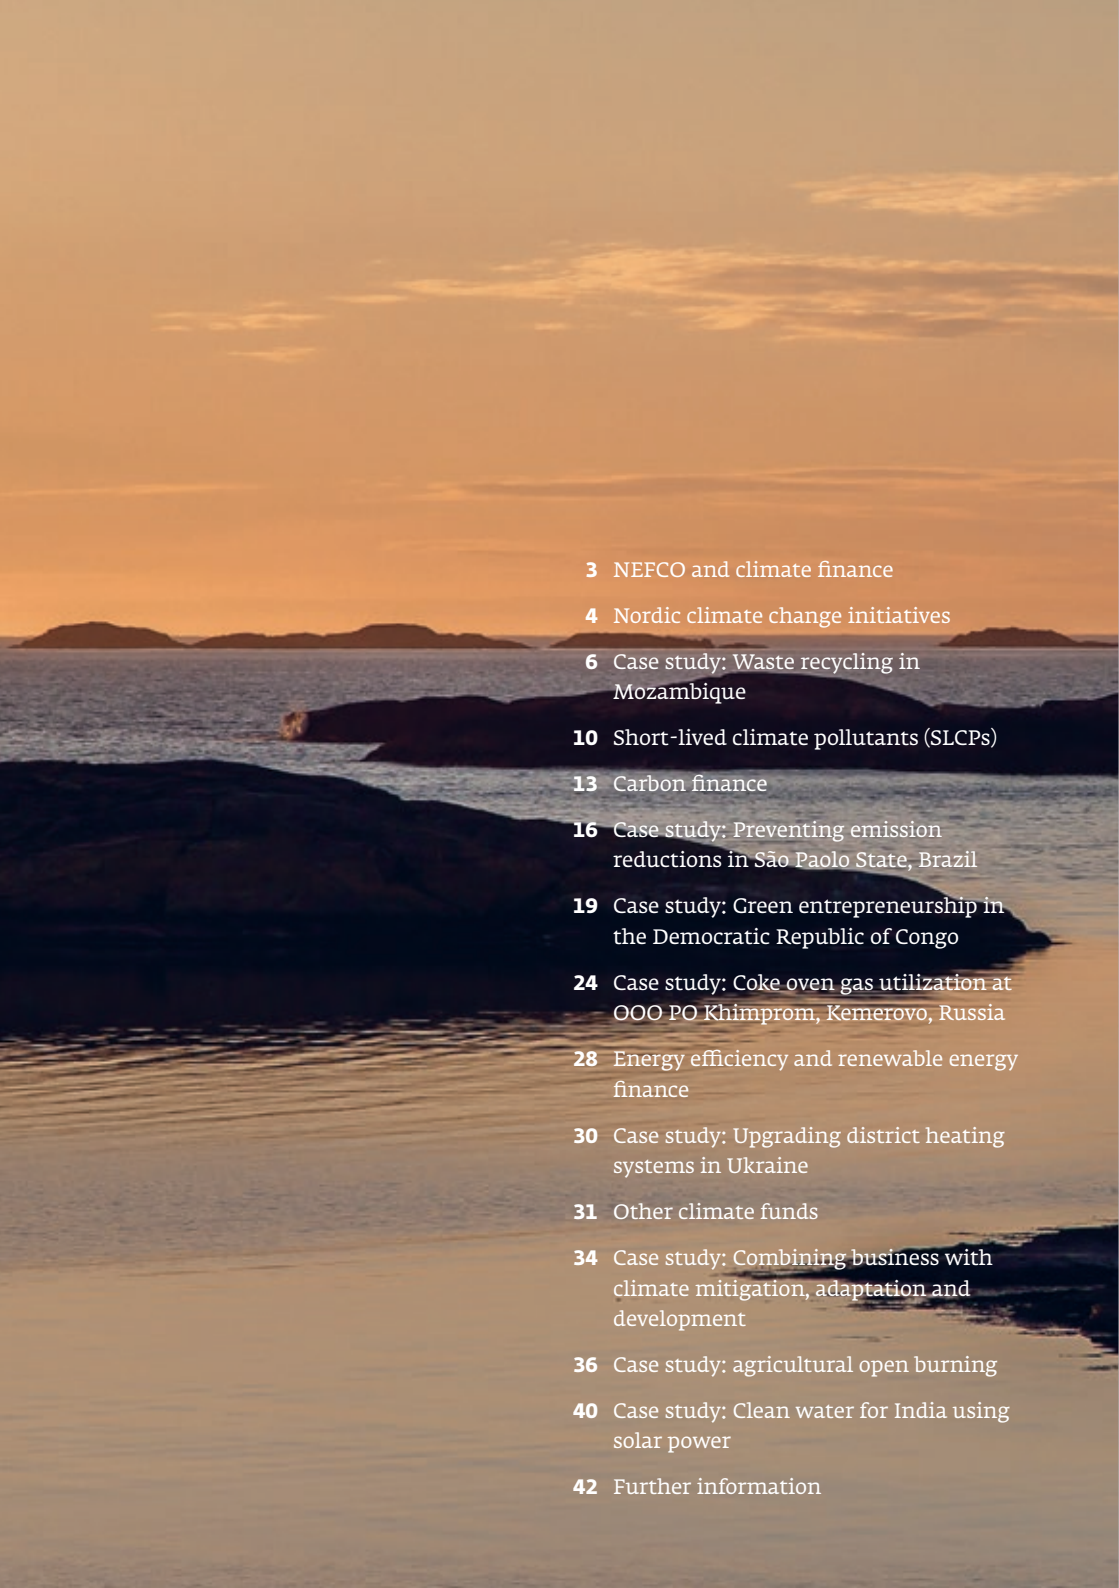 3 NEFCO and climate finance
4 Nordic climate change initiatives
6 Case study: Waste recycling in
Mozambique
10 Short-lived climate pollutants (SLCPs)
13 Carbon finance
16 Case study: Preventing emission
reductions in São Paolo State, Brazil
19 Case study: Green entrepreneurship in
the Democratic Republic of Congo
24 Case study: Coke oven gas utilization at
OOO PO Khimprom, Kemerovo, Russia
28 Energy efficiency and renewable energy
finance
30 Case study: Upgrading district heating
systems in Ukraine
31 Other climate funds
34 Case study: Combining business with
climate mitigation, adaptation and
development
36 Case study: agricultural open burning
40 Case study: Clean water for India using
solar power
42 Further information